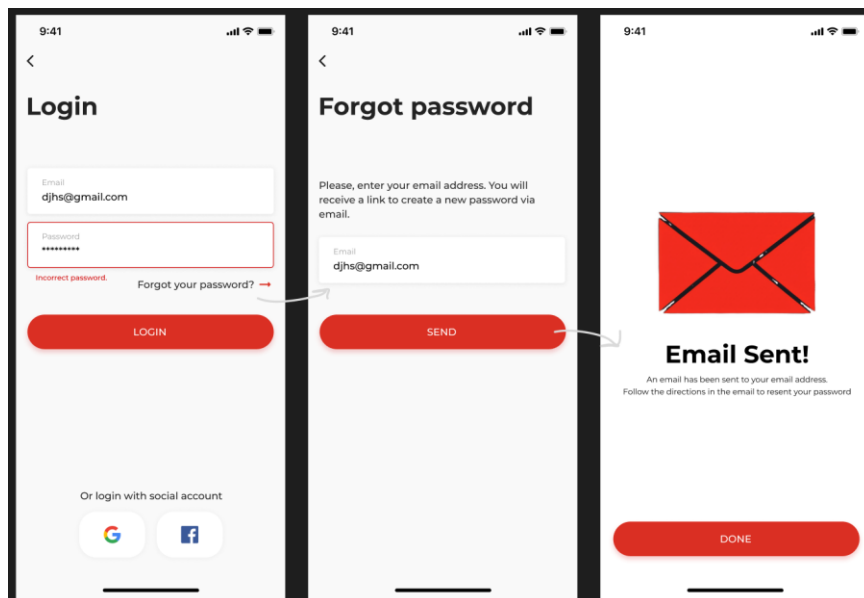 9:41
Login
Email
djhs@gmail.com
Password
*********
Incorrect password.
Forgot your password?
LOGIN
Or login with social account
G
f
9:41
Forgot password
Please, enter your email address. You will
receive a link to create a new password via
email.
Email
djhs@gmail.com
SEND
9:41
Email Sent!
An email has been sent to your email address.
Follow the directions in the email to resent your password
DONE